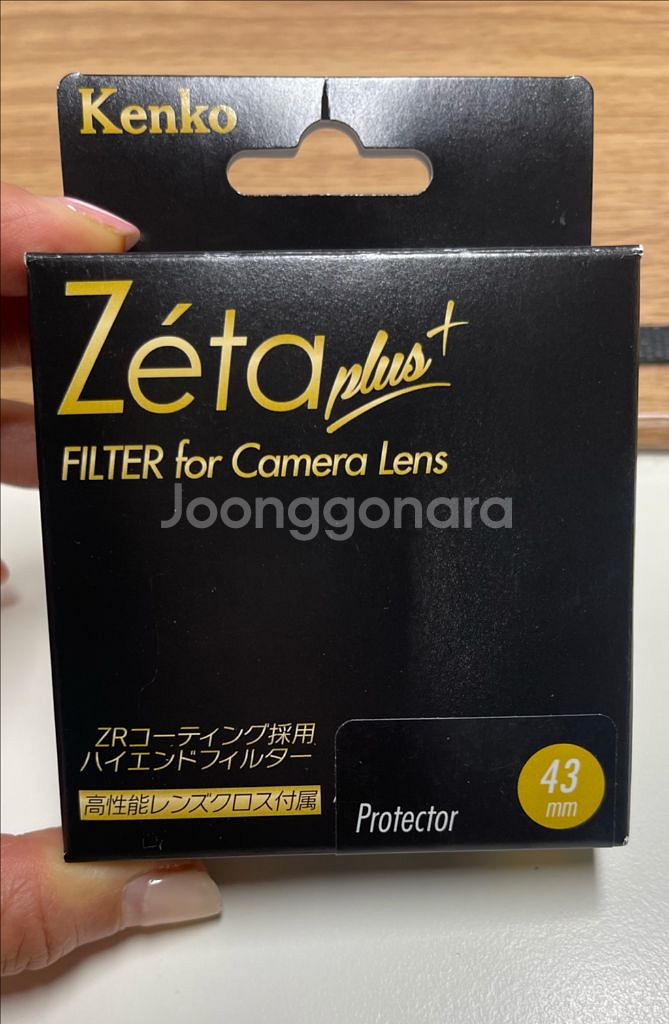 Kenko
Zéta plus+
FILTER for Camera Lens
Joonggonara
ZRコーティング採用
ハイエンドフィルター
高性能レンズクロス付属
Protector
43
mm